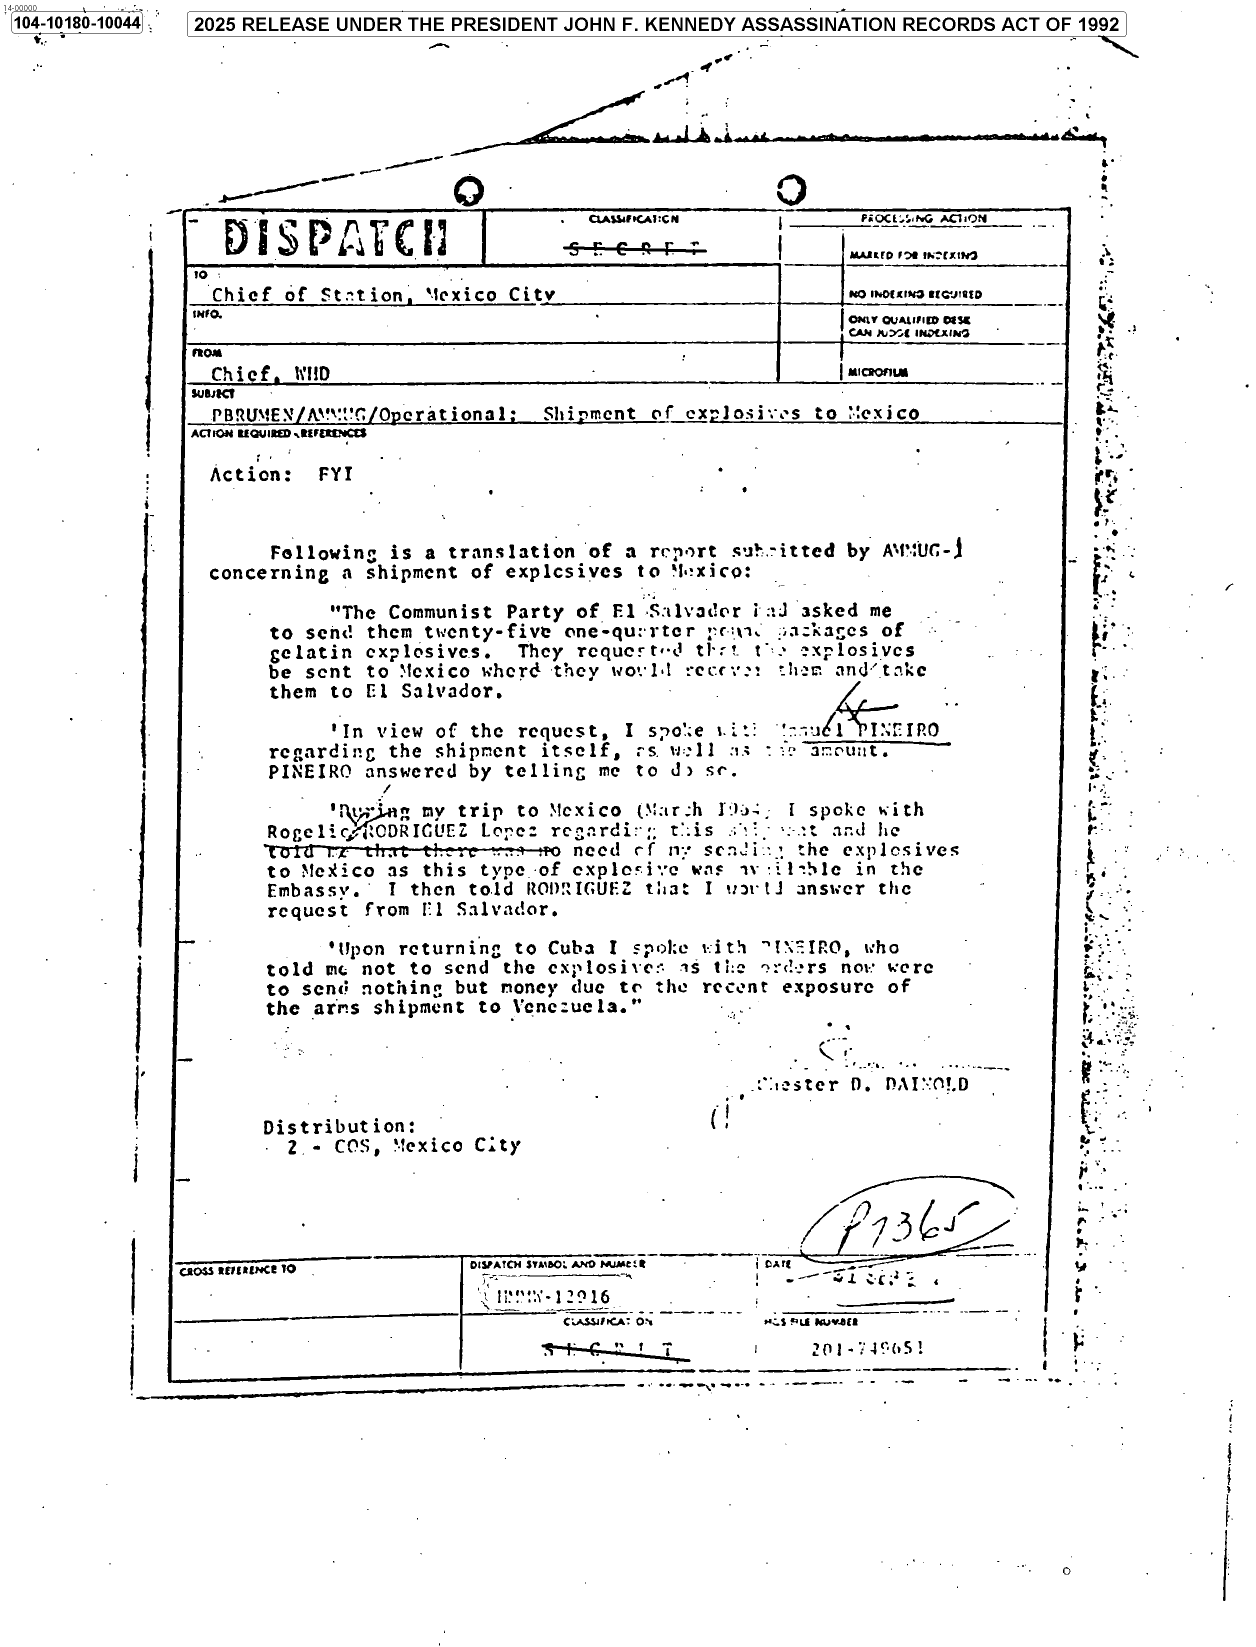 14-00000
104-10180-10044
2025 RELEASE UNDER THE PRESIDENT JOHN F. KENNEDY ASSASSINATION RECORDS ACT OF 1992
DISPATCH
CLASSIFICATION
SECRET
PROCESSING ACTION
MARKED FOR INDEXING
TO
Chief of Station, Mexico City
NO INDEXING REQUIRED
INFO.
ONLY QUALIFIED DESK
CAN JUDGE INDEXING
FROM
Chief, WHD
MICROFILM
SUBJECT
PBRUMEN/AMMUG/Operational; Shipment of explosives to Mexico
ACTION REQUIRED - REFERENCES
Action: FYI
Following is a translation of a report submitted by AMMUG-1
concerning a shipment of explosives to Mexico:
"The Communist Party of El Salvador had asked me
to send them twenty-five one-quarter pound packages of
gelatin explosives. They requested that the explosives
be sent to Mexico where they would recover them and take
them to El Salvador.
'In view of the request, I spoke with Manuel PINEIRO
regarding the shipment itself, as well as the amount.
PINEIRO answered by telling me to do so.
'During my trip to Mexico (March 1964) I spoke with
Rogelio RODRIGUEZ Lopez regarding this shipment and he
told me that there was no need of my sending the explosives
to Mexico as this type of explosive was available in the
Embassy. I then told RODRIGUEZ that I would answer the
request from El Salvador.
'Upon returning to Cuba I spoke with PINEIRO, who
told me not to send the explosives as the orders now were
to send nothing but money due to the recent exposure of
the arms shipment to Venezuela."
Chester D. DAINOLD
Distribution:
2 - COS, Mexico City
P1365
CROSS REFERENCE TO
DISPATCH SYMBOL AND NUMBER
DATE
HMMW-12916
CLASSIFICATION
HQS FILE NUMBER
SECRET
201-749651